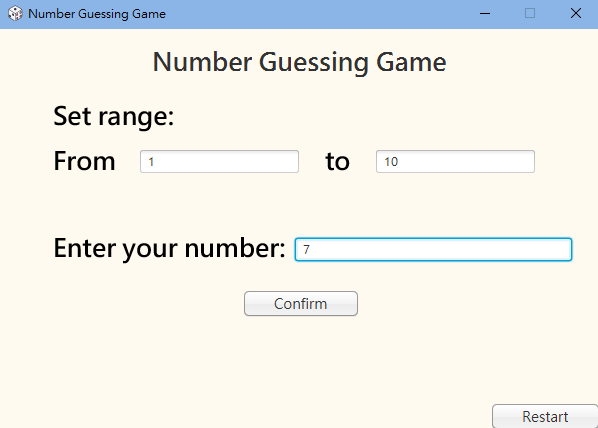 Number Guessing Game
Number Guessing Game
Set range:
From 1 to 10
Enter your number: 7
Confirm
Restart